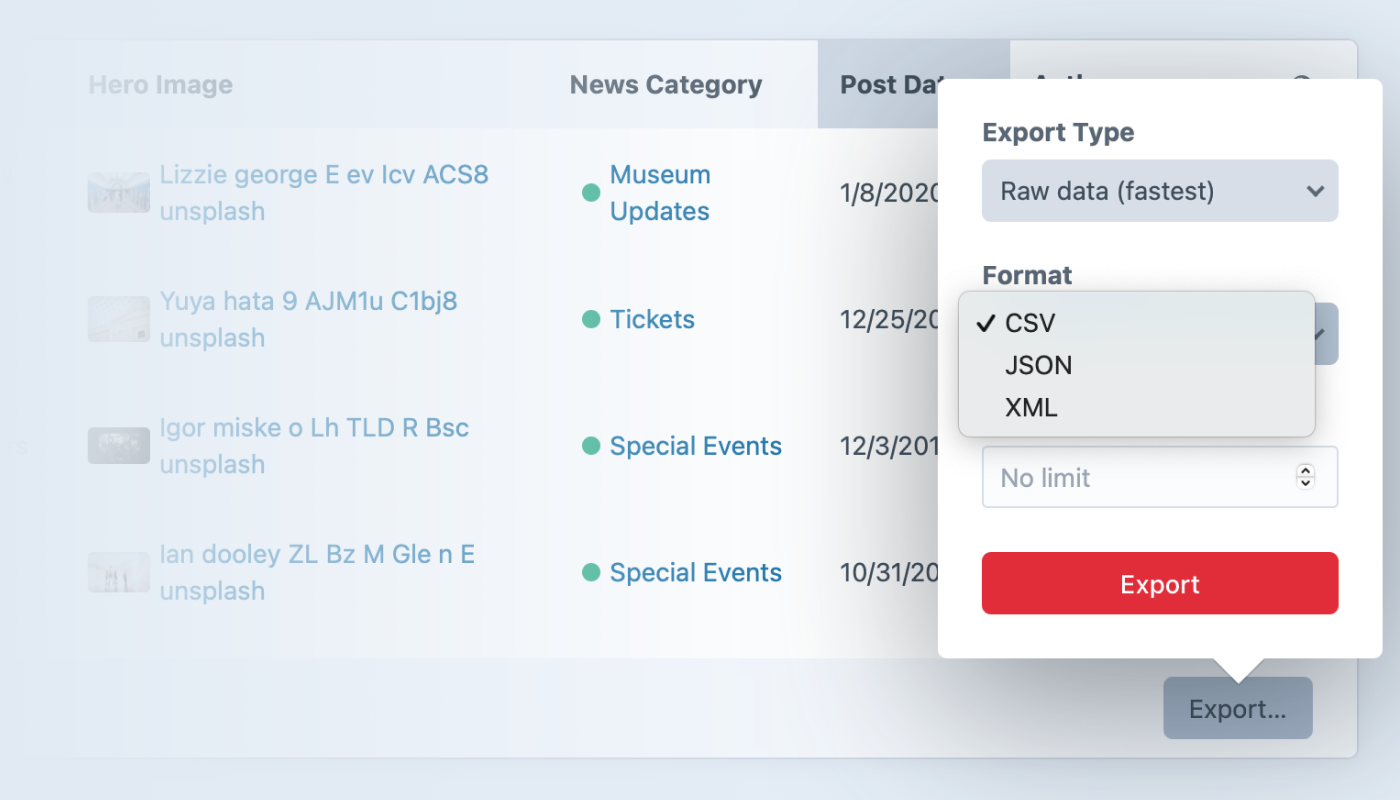 Hero Image
News Category
Post Dat
Export Type
Raw data (fastest)
Format
CSV
JSON
XML
No limit
Export
Export...
Lizzie george E ev Icv ACS8
unsplash
Museum
Updates
1/8/2020
Yuya hata 9 AJM1u C1bj8
unsplash
Tickets
12/25/20
Igor miske o Lh TLD R Bsc
unsplash
Special Events
12/3/201
Ian dooley ZL Bz M Gle n E
unsplash
Special Events
10/31/20